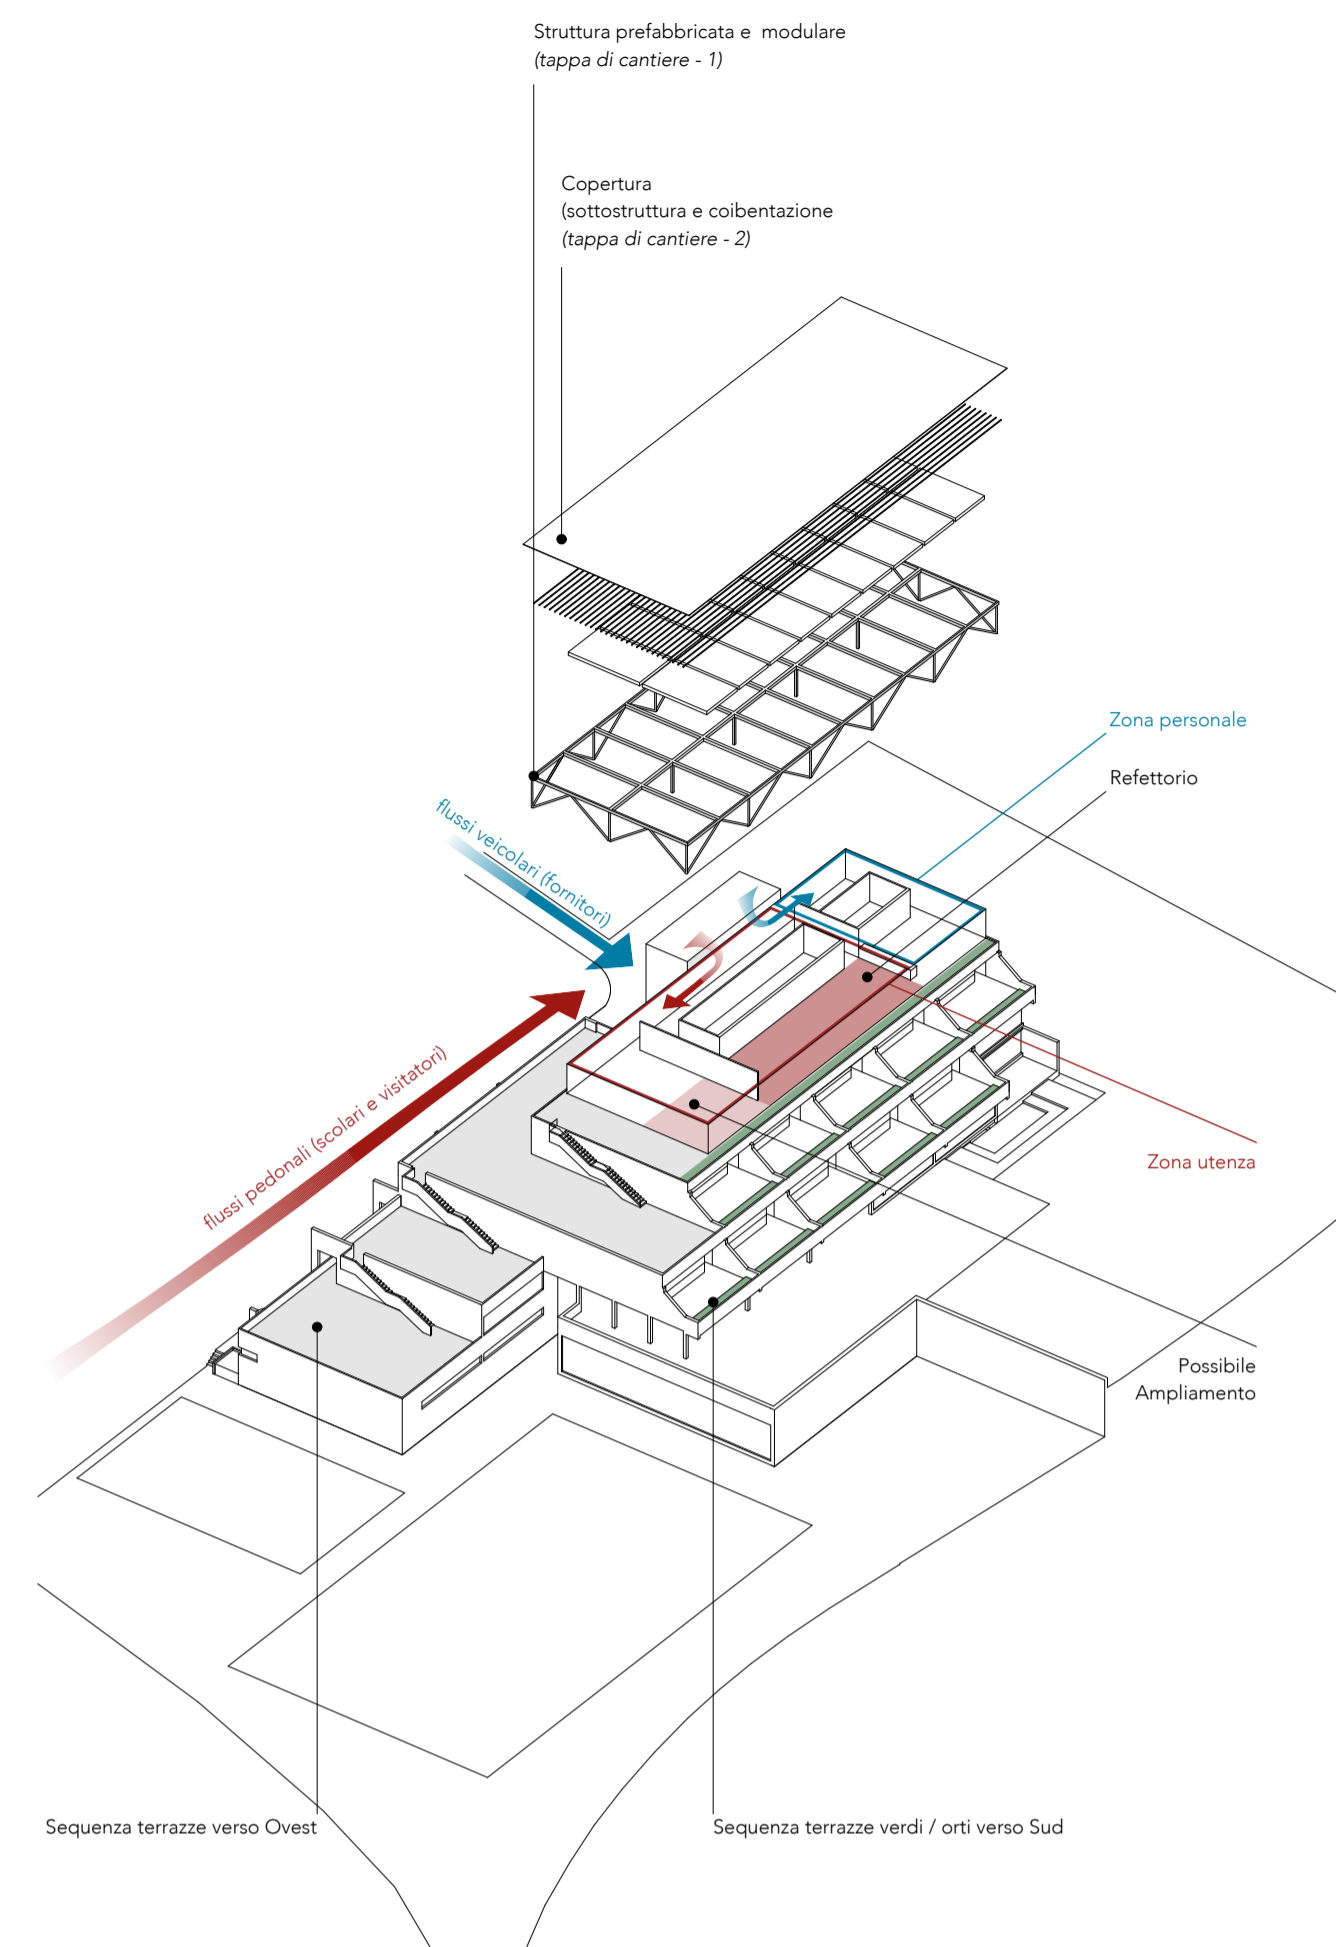 Struttura prefabbricata e modulare
(tappa di cantiere - 1)
Copertura
(sottostruttura e coibentazione
(tappa di cantiere - 2)
Zona personale
Refettorio
flussi veicolari (fornitori)
flussi pedonali (scolari e visitatori)
Zona utenza
Possibile
Ampliamento
Sequenza terrazze verso Ovest
Sequenza terrazze verdi / orti verso Sud